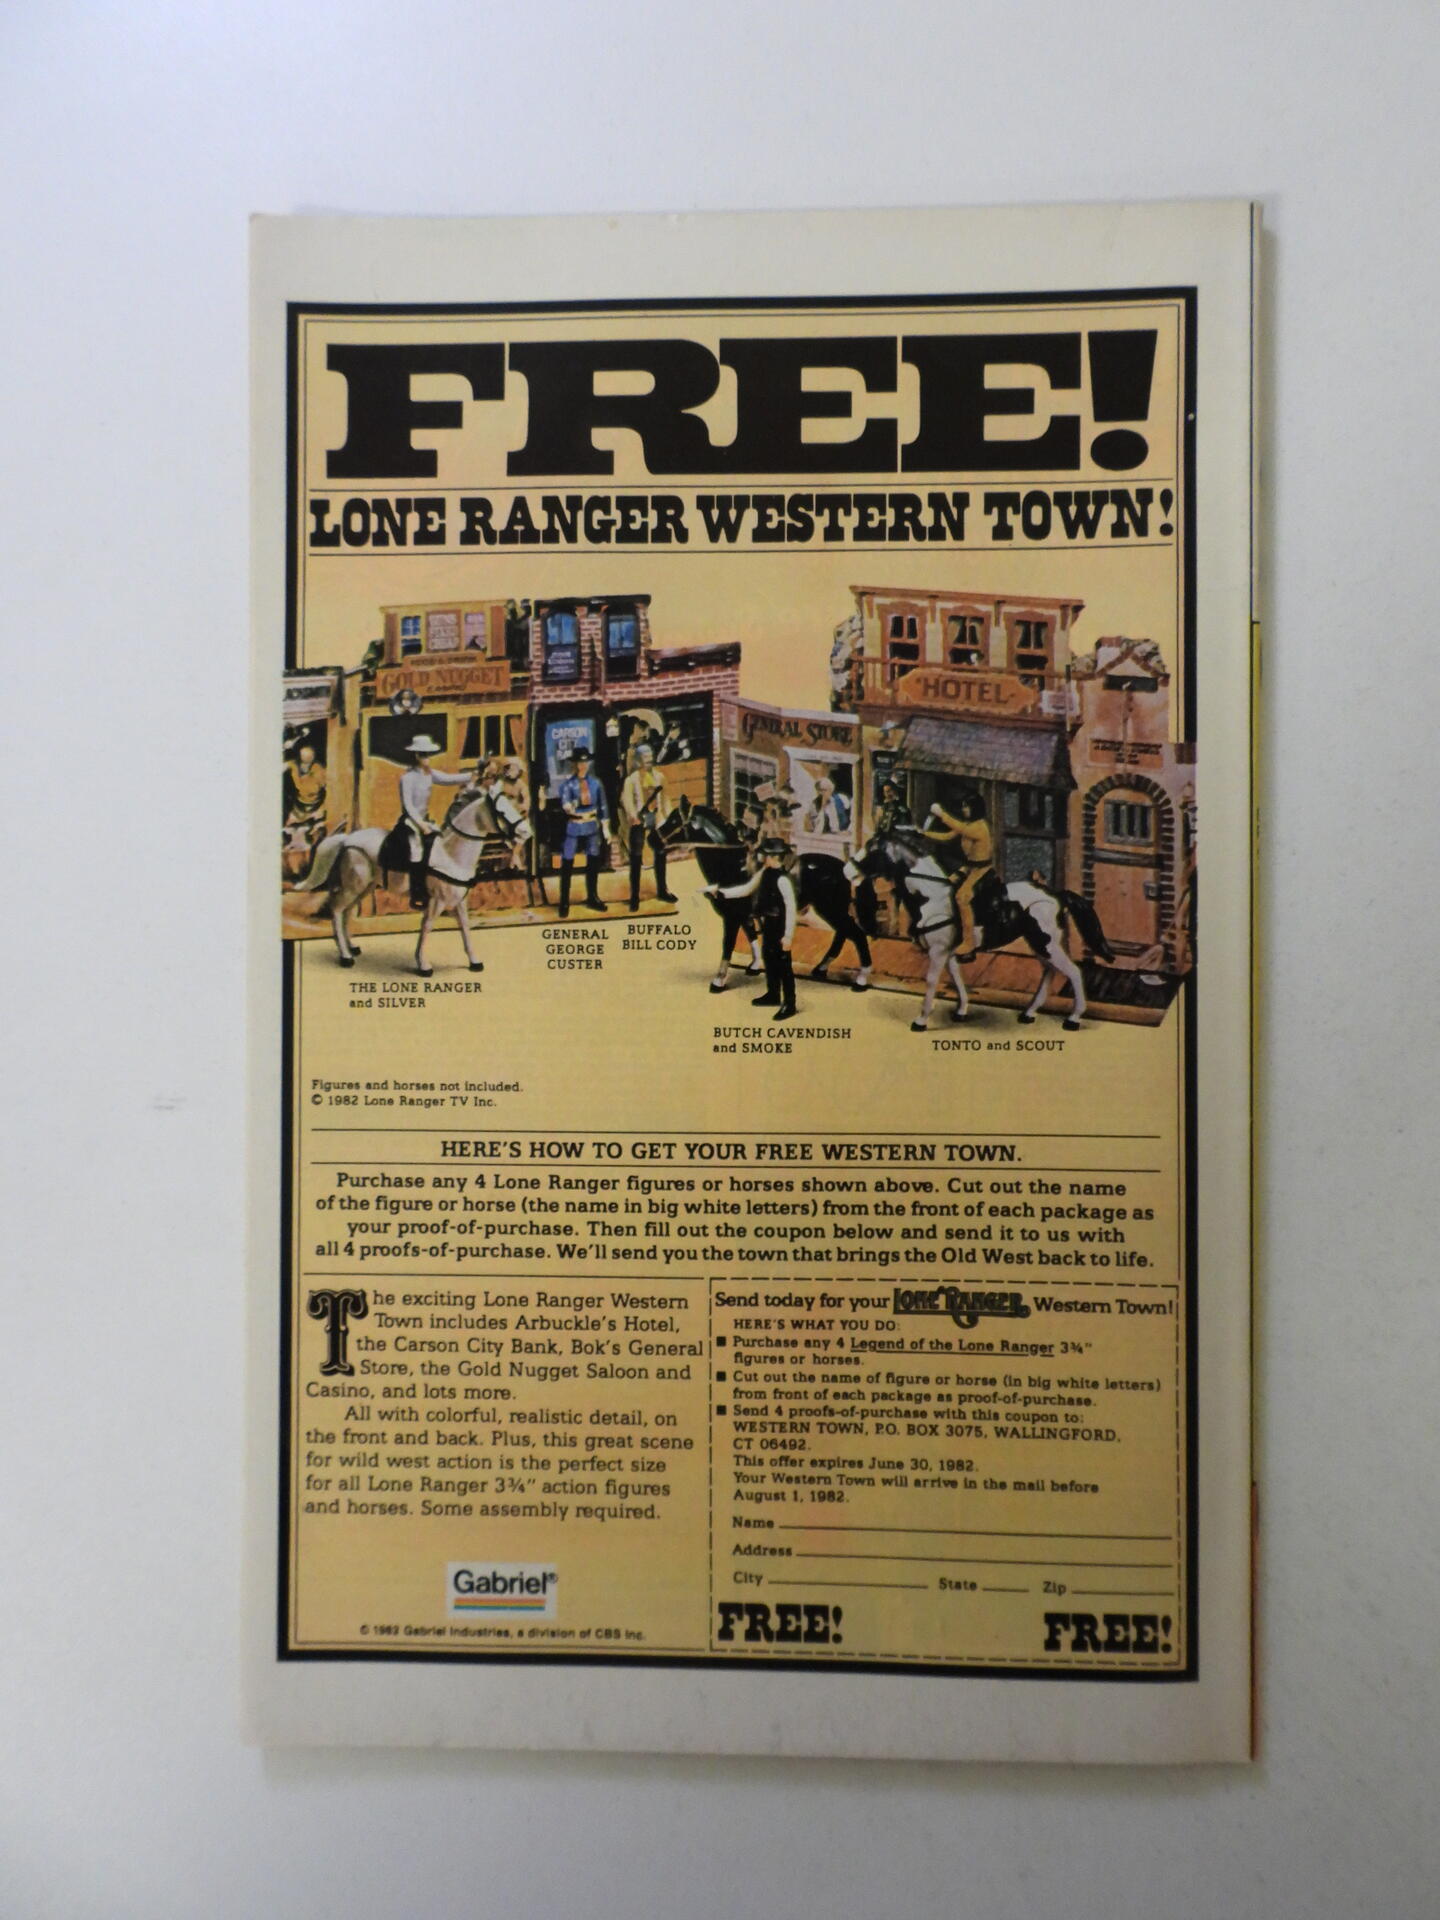 FREE!
LONE RANGER WESTERN TOWN!
GOLD NUGGET
CARSON
CITY
GENERAL STORE
HOTEL
THE LONE RANGER
and SILVER
GENERAL
GEORGE
CUSTER
BUFFALO
BILL CODY
BUTCH CAVENDISH
and SMOKE
TONTO and SCOUT
Figures and horses not included.
© 1982 Lone Ranger TV Inc.
HERE'S HOW TO GET YOUR FREE WESTERN TOWN.
Purchase any 4 Lone Ranger figures or horses shown above. Cut out the name
of the figure or horse (the name in big white letters) from the front of each package as
your proof-of-purchase. Then fill out the coupon below and send it to us with
all 4 proofs-of-purchase. We'll send you the town that brings the Old West back to life.
The exciting Lone Ranger Western
Town includes Arbuckle's Hotel,
the Carson City Bank, Bok's General
Store, the Gold Nugget Saloon and
Casino, and lots more.
All with colorful, realistic detail, on
the front and back. Plus, this great scene
for wild west action is the perfect size
for all Lone Ranger 3¾" action figures
and horses. Some assembly required.
Gabriel®
© 1982 Gabriel Industries, a division of CBS Inc.
Send today for your LONE RANGER Western Town!
HERE'S WHAT YOU DO:
■ Purchase any 4 Legend of the Lone Ranger 3¾"
figures or horses.
■ Cut out the name of figure or horse (in big white letters)
from front of each package as proof-of-purchase.
■ Send 4 proofs-of-purchase with this coupon to:
WESTERN TOWN, P.O. BOX 3075, WALLINGFORD,
CT 06492.
This offer expires June 30, 1982.
Your Western Town will arrive in the mail before
August 1, 1982.
Name
Address
City State Zip
FREE! FREE!